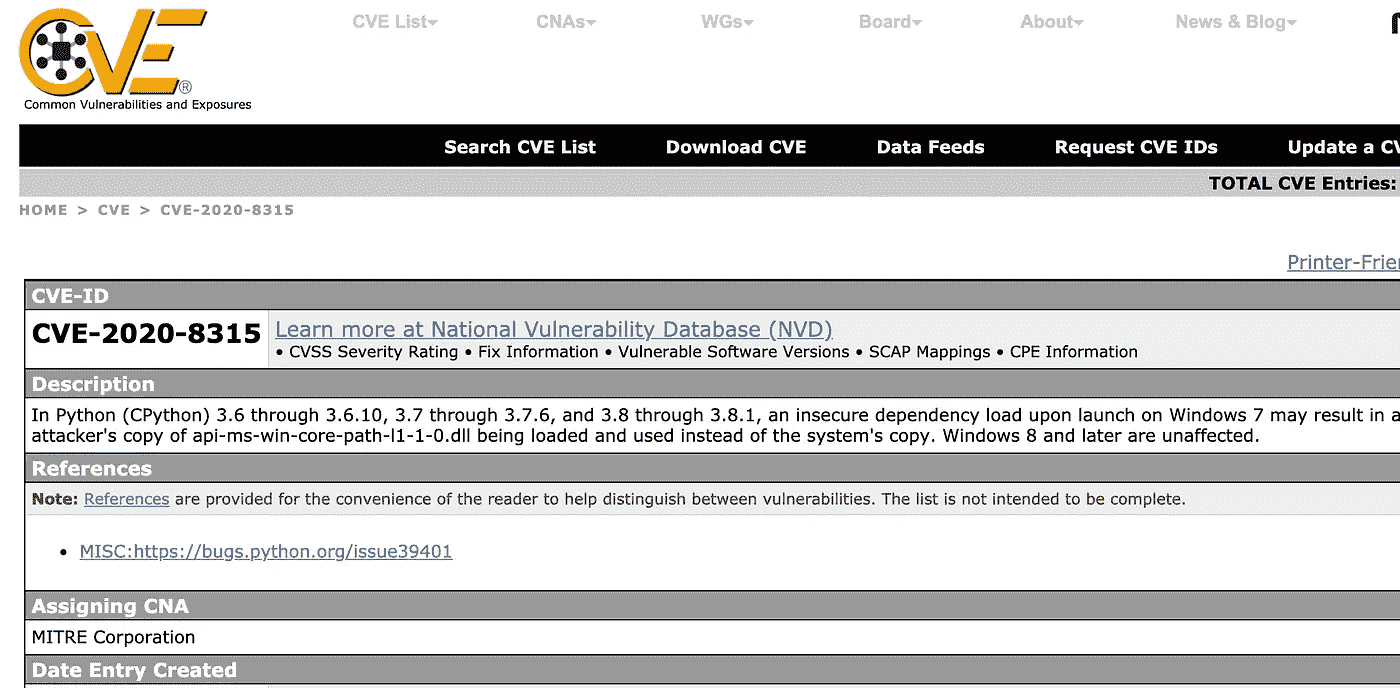 CVE List CNAs WGs Board About News & Blog
CVE®
Common Vulnerabilities and Exposures
Search CVE List Download CVE Data Feeds Request CVE IDs Update a
TOTAL CVE Entries:
HOME > CVE > CVE-2020-8315
CVE-ID
CVE-2020-8315 Learn more at National Vulnerability Database (NVD)
• CVSS Severity Rating • Fix Information • Vulnerable Software Versions • SCAP Mappings • CPE Information
Description
In Python (CPython) 3.6 through 3.6.10, 3.7 through 3.7.6, and 3.8 through 3.8.1, an insecure dependency load upon launch on Windows 7 may result in
attacker's copy of api-ms-win-core-path-l1-1-0.dll being loaded and used instead of the system's copy. Windows 8 and later are unaffected.
References
Note: References are provided for the convenience of the reader to help distinguish between vulnerabilities. The list is not intended to be complete.
• MISC:https://bugs.python.org/issue39401
Assigning CNA
MITRE Corporation
Date Entry Created